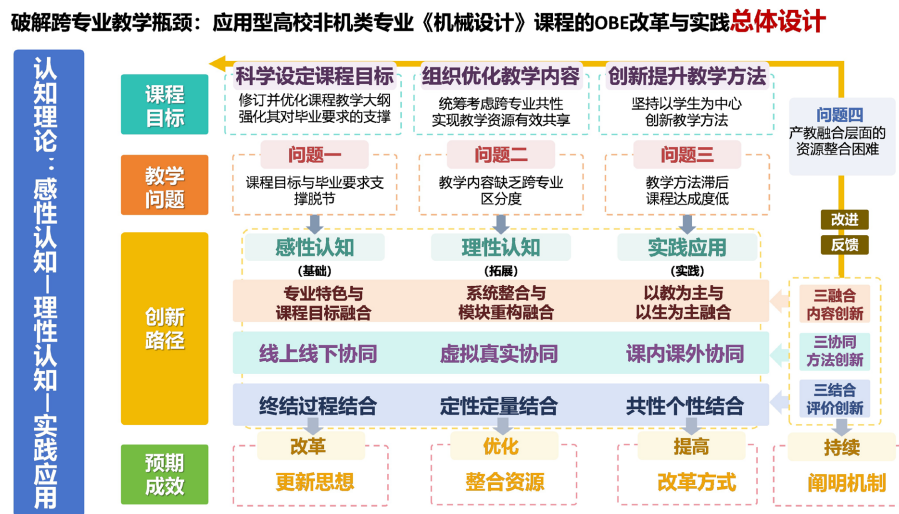 破解跨专业教学瓶颈：应用型高校非机类专业《机械设计》课程的OBE改革与实践总体设计
认知理论：感性认知—理性认知—实践应用
课程
目标
科学设定课程目标
修订并优化课程教学大纲
强化其对毕业要求的支撑
组织优化教学内容
统筹考虑跨专业共性
实现教学资源有效共享
创新提升教学方法
坚持以学生为中心
创新教学方法
问题四
产教融合层面的
资源整合困难
教学
问题
问题一
课程目标与毕业要求支
撑脱节
问题二
教学内容缺乏跨专业
区分度
问题三
教学方法滞后
课程达成度低
改进
反馈
创新
路径
感性认知
（基础）
理性认知
（拓展）
实践应用
（实践）
专业特色与
课程目标融合
系统整合与
模块重构融合
以教为主与
以生为主融合
三融合
内容创新
线上线下协同
虚拟真实协同
课内课外协同
三协同
方法创新
终结过程结合
定性定量结合
共性个性结合
三结合
评价创新
预期
成效
改革
更新思想
优化
整合资源
提高
改革方式
持续
阐明机制